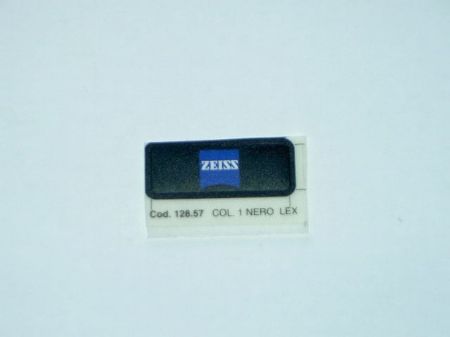 ZEISS
Cod. 128.57 COL. 1 NERO LEX